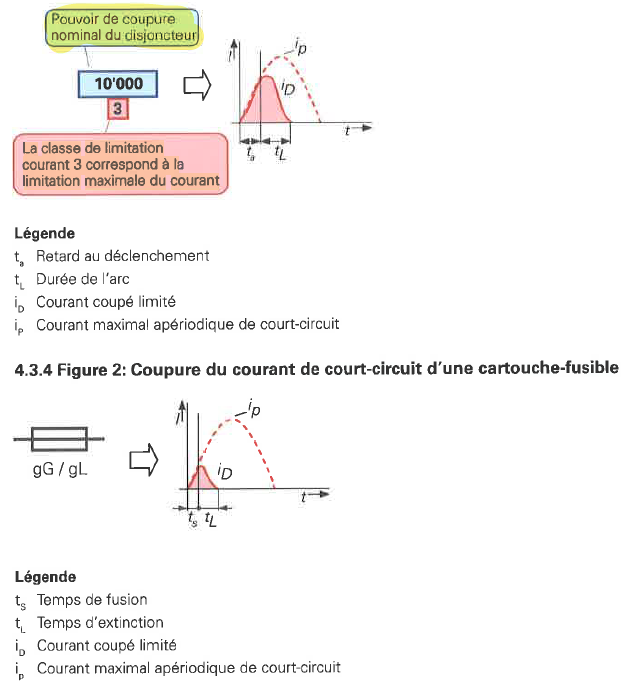 Pouvoir de coupure
nominal du disjoncteur
10'000
3
La classe de limitation
courant 3 correspond à la
limitation maximale du courant
I
ip
iD
t
ta
tL
Légende
ta Retard au déclenchement
tL Durée de l'arc
iD Courant coupé limité
iP Courant maximal apériodique de court-circuit
4.3.4 Figure 2: Coupure du courant de court-circuit d'une cartouche-fusible
gG / gL
I
ip
iD
t
ts
tL
Légende
tS Temps de fusion
tL Temps d'extinction
iD Courant coupé limité
ip Courant maximal apériodique de court-circuit